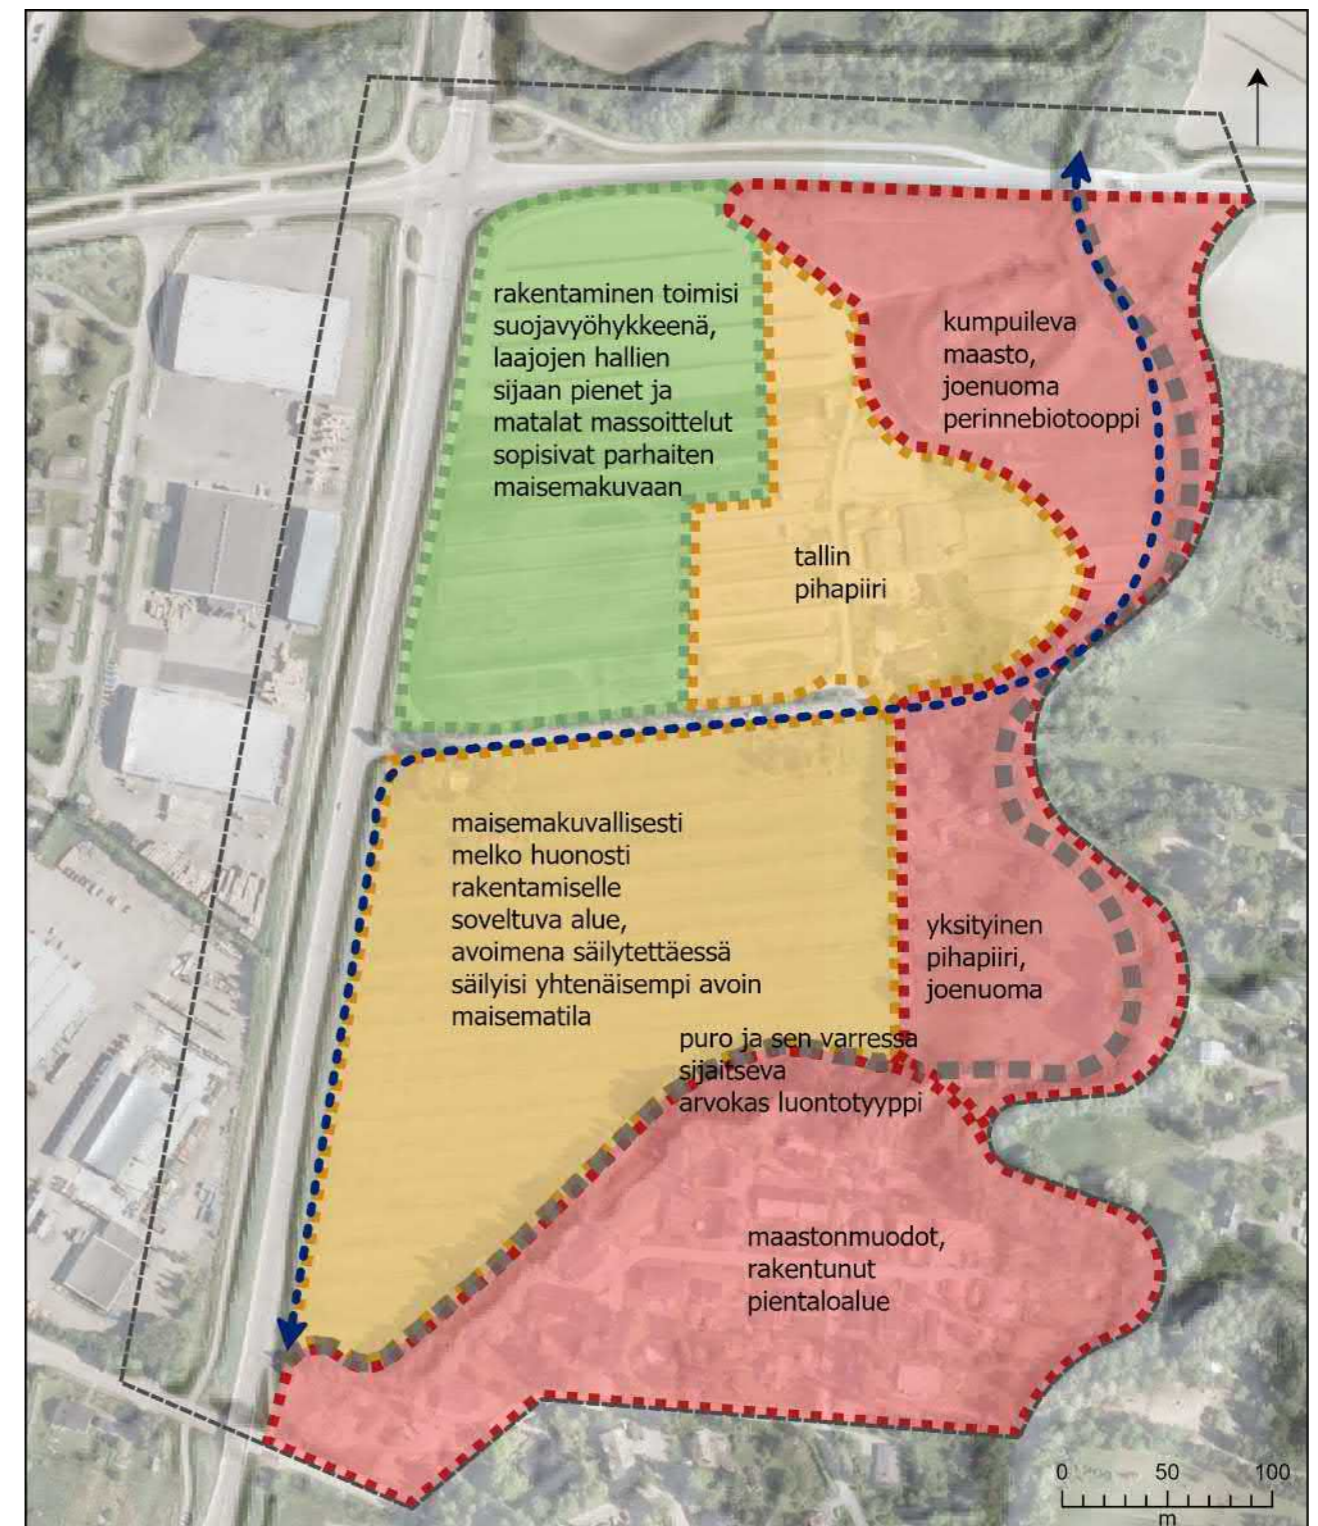 rakentaminen toimisi
suojavyöhykkeenä,
laajojen hallien
sijaan pienet ja
matalat massoittelut
sopisivat parhaiten
maisemakuvaan
kumpuileva
maasto,
joenuoma
perinnebiotooppi
tallin
pihapiiri
maisemakuvallisesti
melko huonosti
rakentamiselle
soveltuva alue,
avoimena säilytettäessä
säilyisi yhtenäisempi avoin
maisematila
yksityinen
pihapiiri,
joenuoma
puro ja sen varressa
sijaitseva
arvokas luontotyyppi
maastonmuodot,
rakentunut
pientaloalue
0 50 100
m